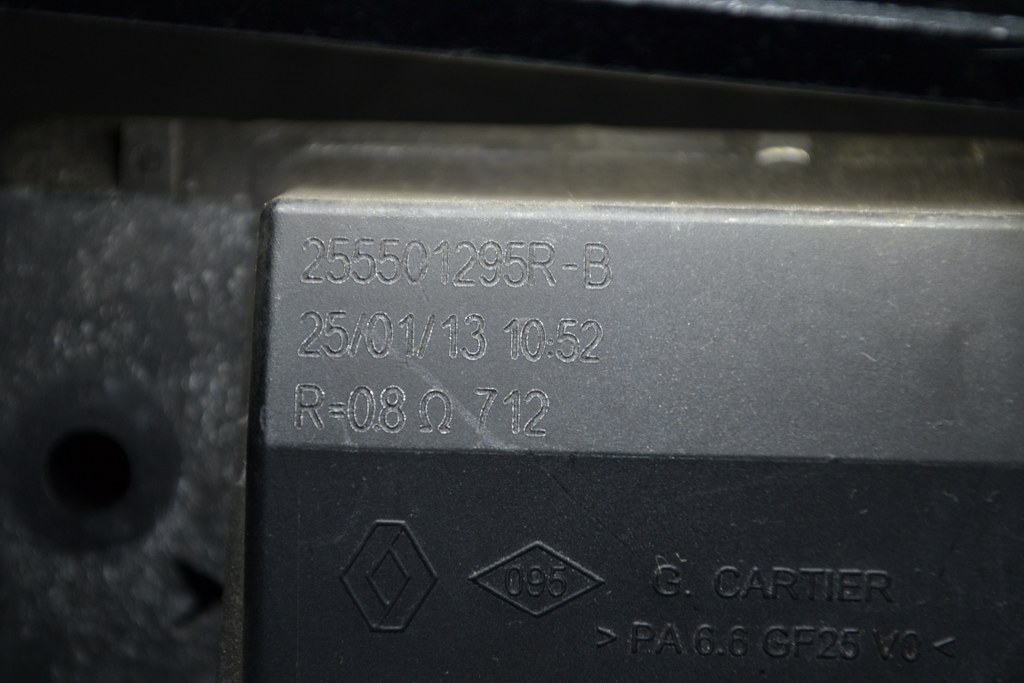 255501295R-B
25/01/13 10:52
R=0.8 Ω 712
095 G. CARTIER
>PA 6.6 GF25 V0<